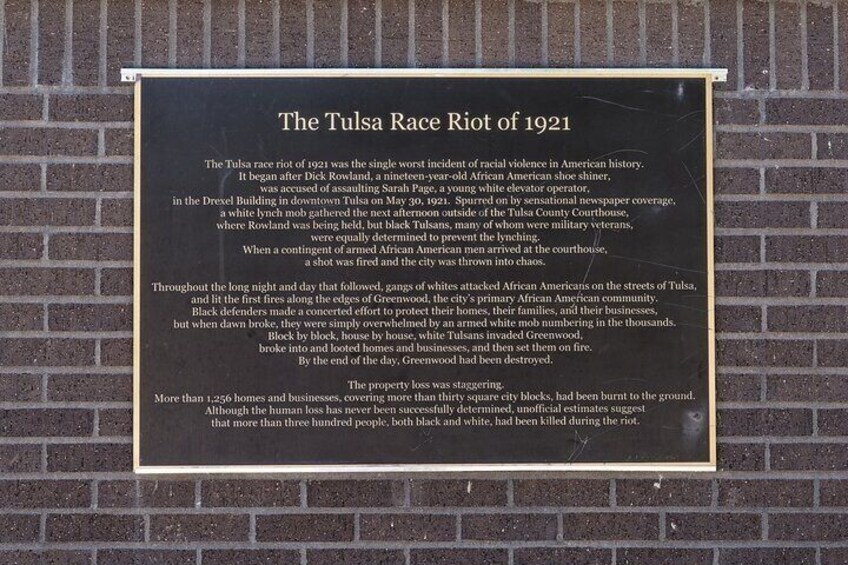 The Tulsa Race Riot of 1921
The Tulsa race riot of 1921 was the single worst incident of racial violence in American history.
It began after Dick Rowland, a nineteen-year-old African American shoe shiner,
was accused of assaulting Sarah Page, a young white elevator operator,
in the Drexel Building in downtown Tulsa on May 30, 1921. Spurred on by sensational newspaper coverage,
a white lynch mob gathered the next afternoon outside of the Tulsa County Courthouse,
where Rowland was being held, but black Tulsans, many of whom were military veterans,
were equally determined to prevent the lynching.
When a contingent of armed African American men arrived at the courthouse,
a shot was fired and the city was thrown into chaos.
Throughout the long night and day that followed, gangs of whites attacked African Americans on the streets of Tulsa,
and lit the first fires along the edges of Greenwood, the city's primary African American community.
Black defenders made a concerted effort to protect their homes, their families, and their businesses,
but when dawn broke, they were simply overwhelmed by an armed white mob numbering in the thousands.
Block by block, house by house, white Tulsans invaded Greenwood,
broke into and looted homes and businesses, and then set them on fire.
By the end of the day, Greenwood had been destroyed.
The property loss was staggering.
More than 1,256 homes and businesses, covering more than thirty square city blocks, had been burnt to the ground.
Although the human loss has never been successfully determined, unofficial estimates suggest
that more than three hundred people, both black and white, had been killed during the riot.